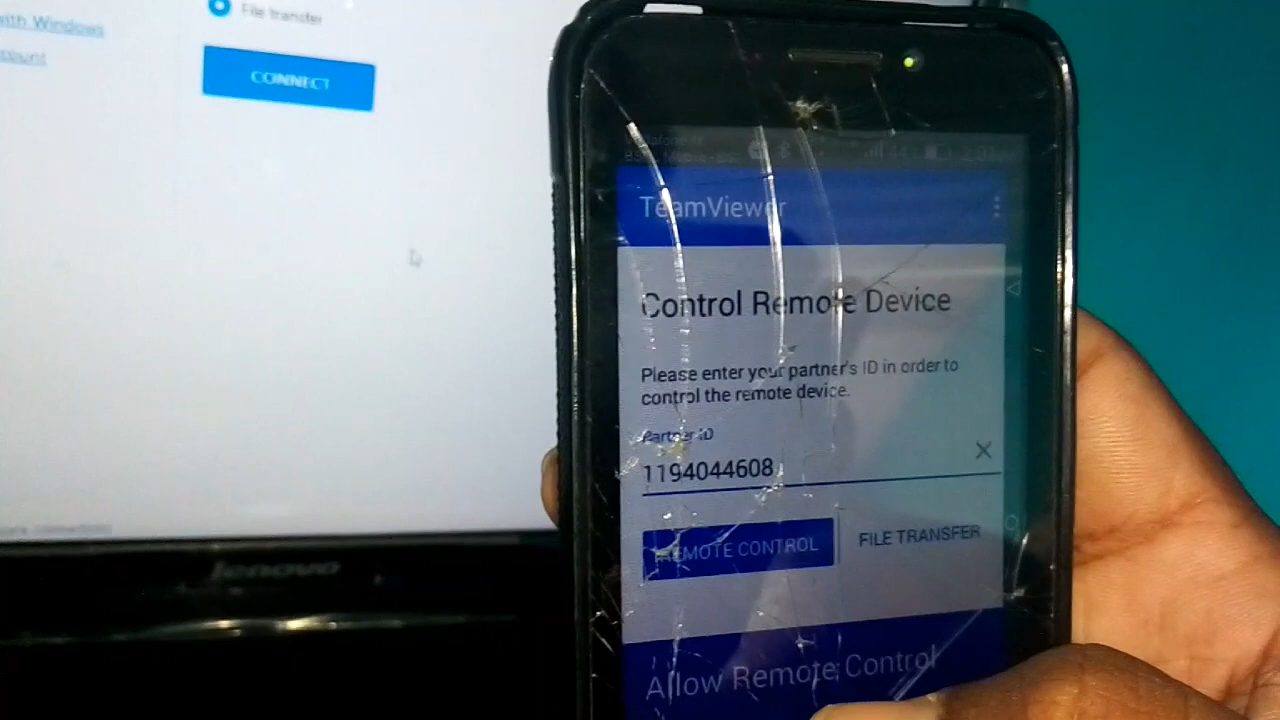 with Windows
File transfer
CONNECT
lenovo
TeamViewer
Control Remote Device
Please enter your partner's ID in order to
control the remote device.
Partner ID
1194044608
REMOTE CONTROL
FILE TRANSFER
Allow Remote Control